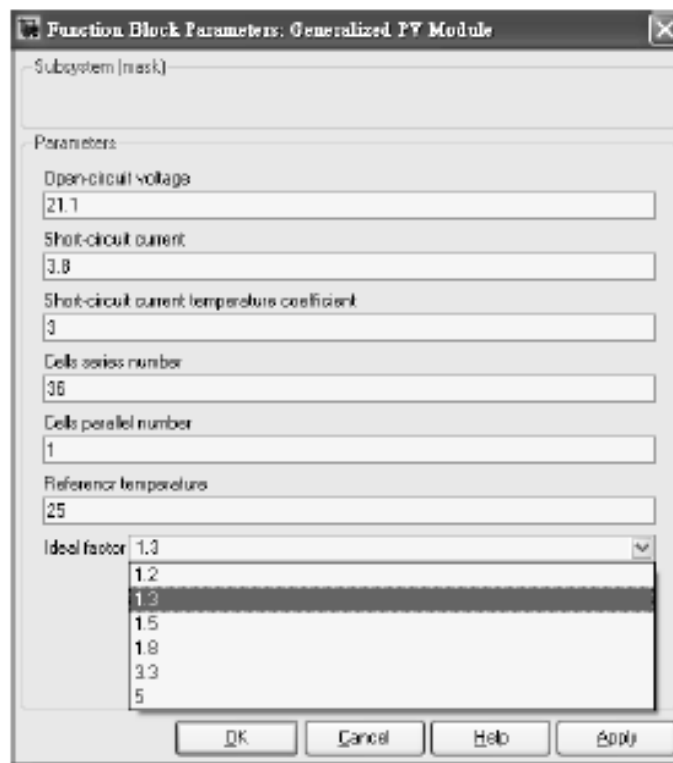 Function Block Parameters: Generalized PV Module
Subsystem (mask)
Parameters
Open-circuit voltage
21.1
Short-circuit current
3.8
Short-circuit current temperature coefficient
3
Cells series number
36
Cells parallel number
1
Reference temperature
25
Ideal factor 1.3
1.2
1.3
1.5
1.8
3.3
5
OK Cancel Help Apply